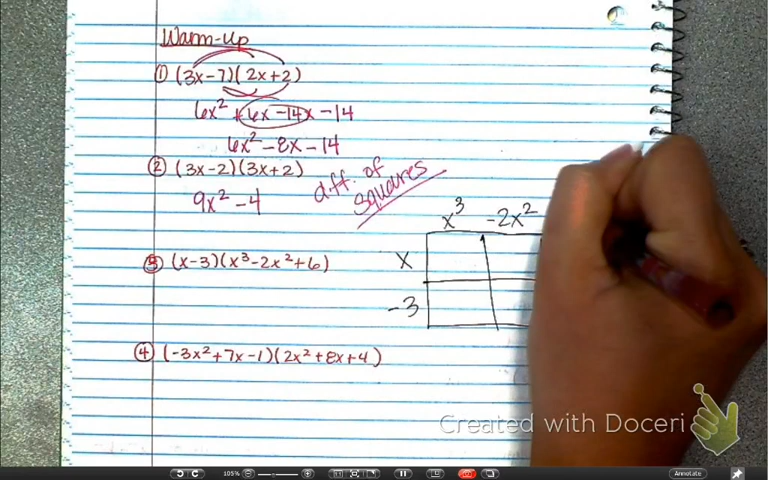 Warm-Up
① (3x-7)(2x+2)
6x² +6x -14x -14
6x² -8x -14
② (3x-2)(3x+2)
9x² -4
diff. of
squares
x³ -2x²
③ (x-3)(x³-2x²+6)
x
-3
④ (-3x²+7x-1)(2x²+8x+4)
Created with Doceri
105%
Annotate